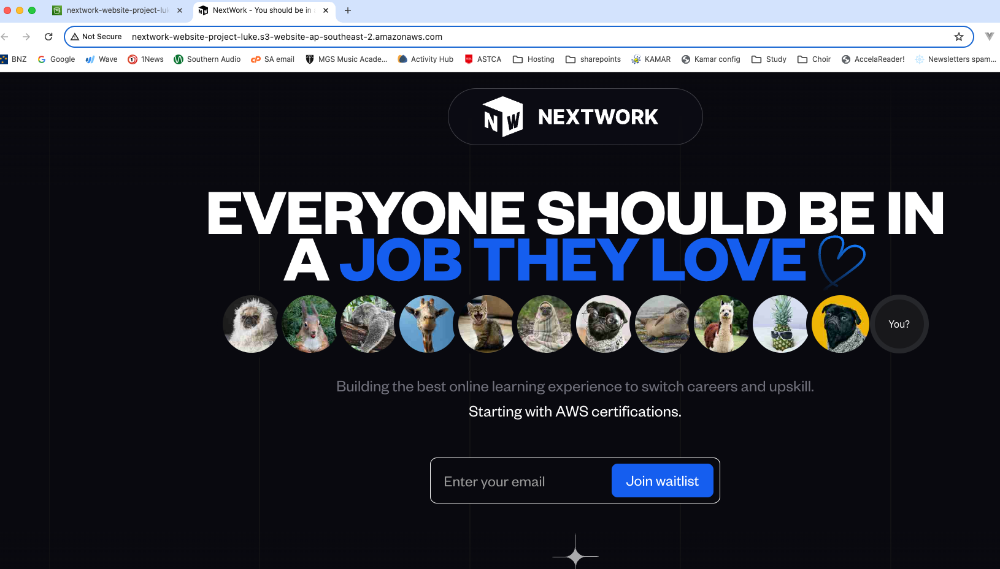 nextwork-website-project-luk
NextWork - You should be in a
Not Secure nextwork-website-project-luke.s3-website-ap-southeast-2.amazonaws.com
BNZ Google Wave 1News Southern Audio SA email MGS Music Acade... Activity Hub ASTCA Hosting sharepoints KAMAR Kamar config Study Choir AccelaReader! Newsletters spam...
NW NEXTWORK
EVERYONE SHOULD BE IN
A JOB THEY LOVE
You?
Building the best online learning experience to switch careers and upskill.
Starting with AWS certifications.
Enter your email Join waitlist